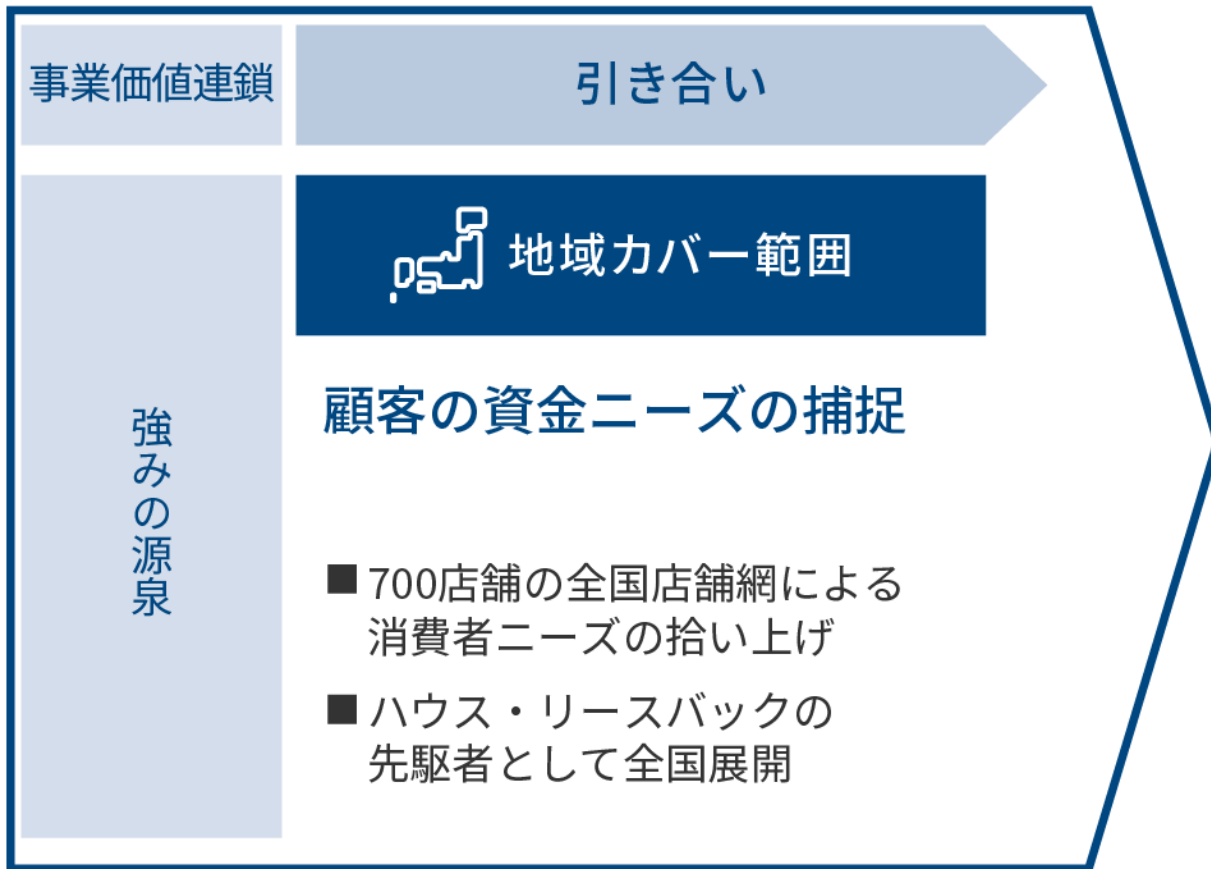 事業価値連鎖
引き合い
地域カバー範囲
強みの源泉
顧客の資金ニーズの捕捉
■ 700店舗の全国店舗網による
消費者ニーズの拾い上げ
■ ハウス・リースバックの
先駆者として全国展開